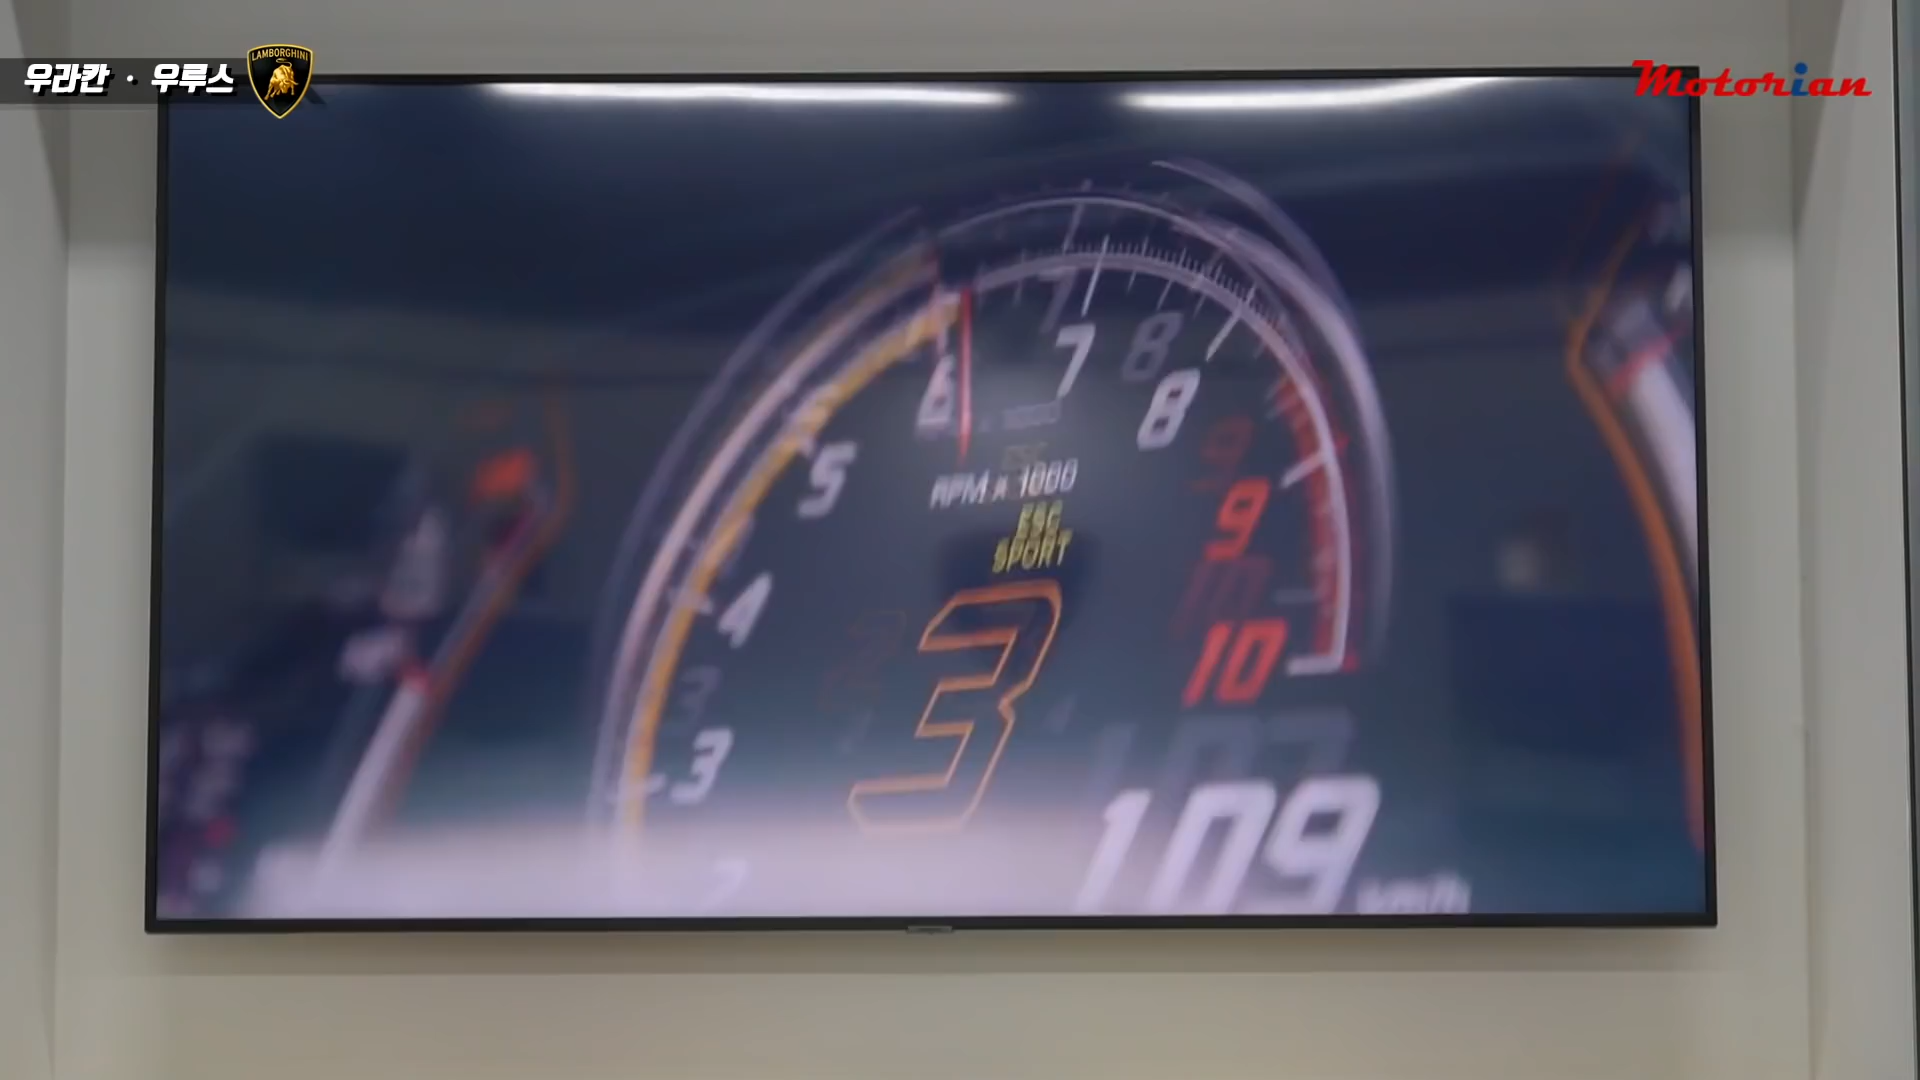 우라칸 · 우루스
LAMBORGHINI
Motorian
7
8
6
5
RPM x 1000
ESC
SPORT
9
4
3
10
3
109
km/h
2